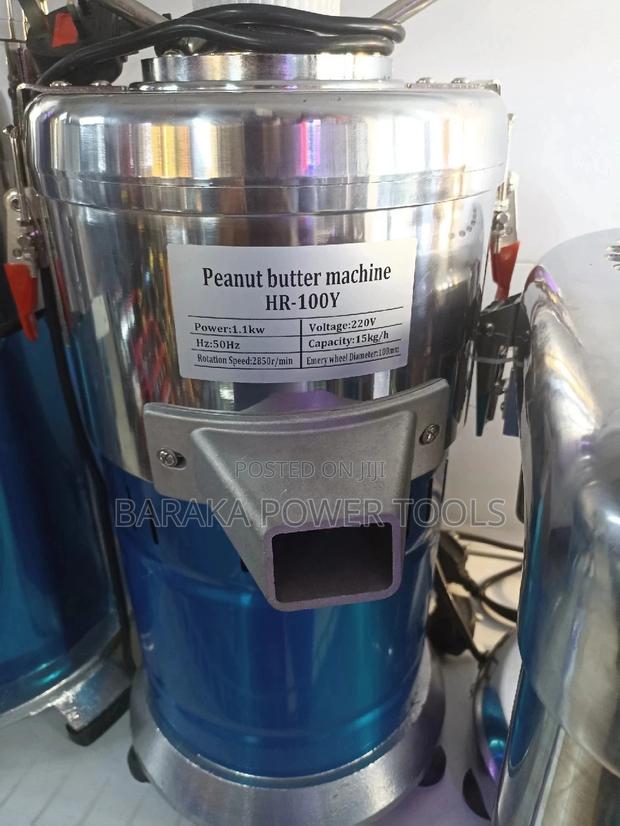 Peanut butter machine
HR-100Y
Power:1.1kw Voltage:220V
Hz:50Hz Capacity:15kg/h
Rotation Speed:2850r/min Emery wheel Diameter:100mm
POSTED ON JIJI
BARAKA POWER TOOLS